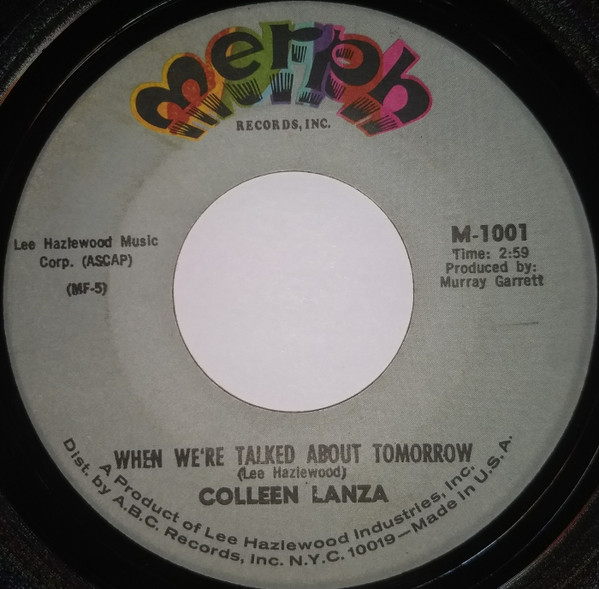 merph
RECORDS, INC.
Lee Hazlewood Music
Corp. (ASCAP)
(MF-5)
M-1001
Time: 2:59
Produced by:
Murray Garrett
WHEN WE'RE TALKED ABOUT TOMORROW
(Lee Hazlewood)
COLLEEN LANZA
A Product of Lee Hazlewood Industries, Inc.
Dist. by A.B.C. Records, Inc. N.Y.C. 10019—Made in U.S.A.